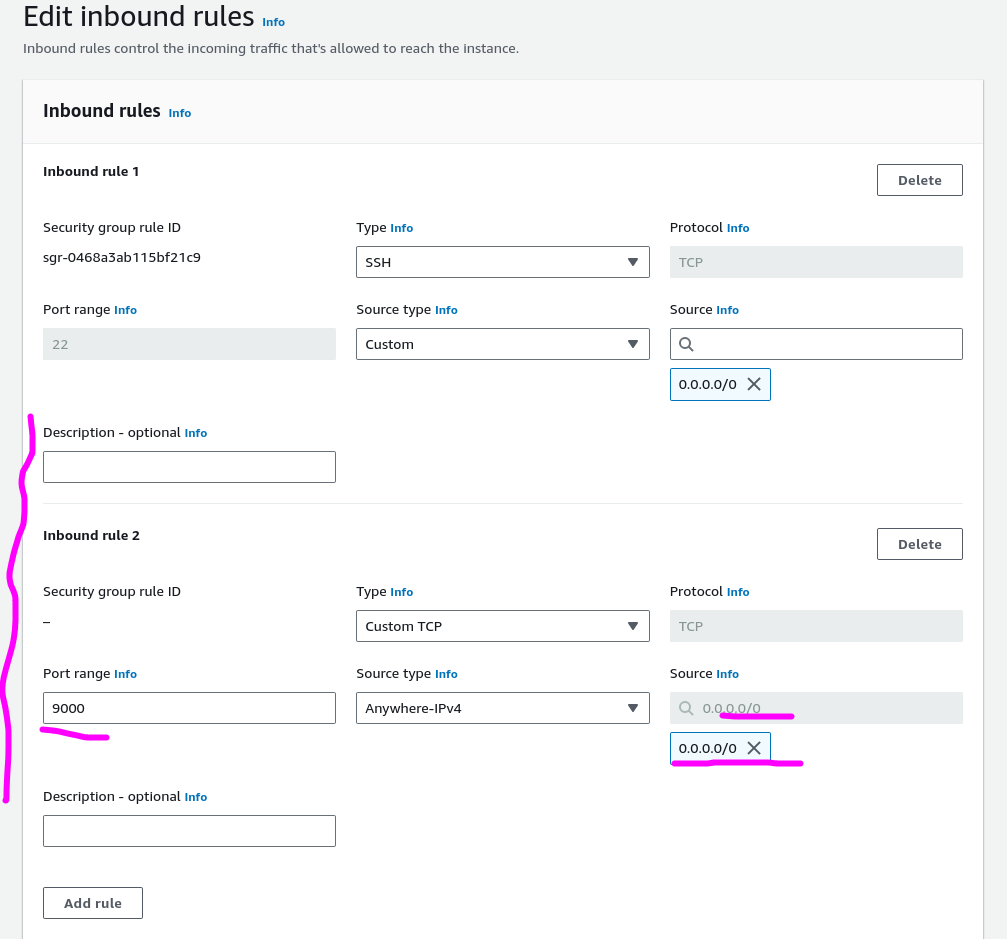 Edit inbound rules Info
Inbound rules control the incoming traffic that's allowed to reach the instance.
Inbound rules Info
Inbound rule 1
Delete
Security group rule ID
Type Info
Protocol Info
sgr-0468a3ab115bf21c9
SSH
TCP
Port range Info
Source type Info
Source Info
22
Custom
0.0.0.0/0
Description - optional Info
Inbound rule 2
Delete
Security group rule ID
Type Info
Protocol Info
–
Custom TCP
TCP
Port range Info
Source type Info
Source Info
9000
Anywhere-IPv4
0.0.0.0/0
0.0.0.0/0
Description - optional Info
Add rule